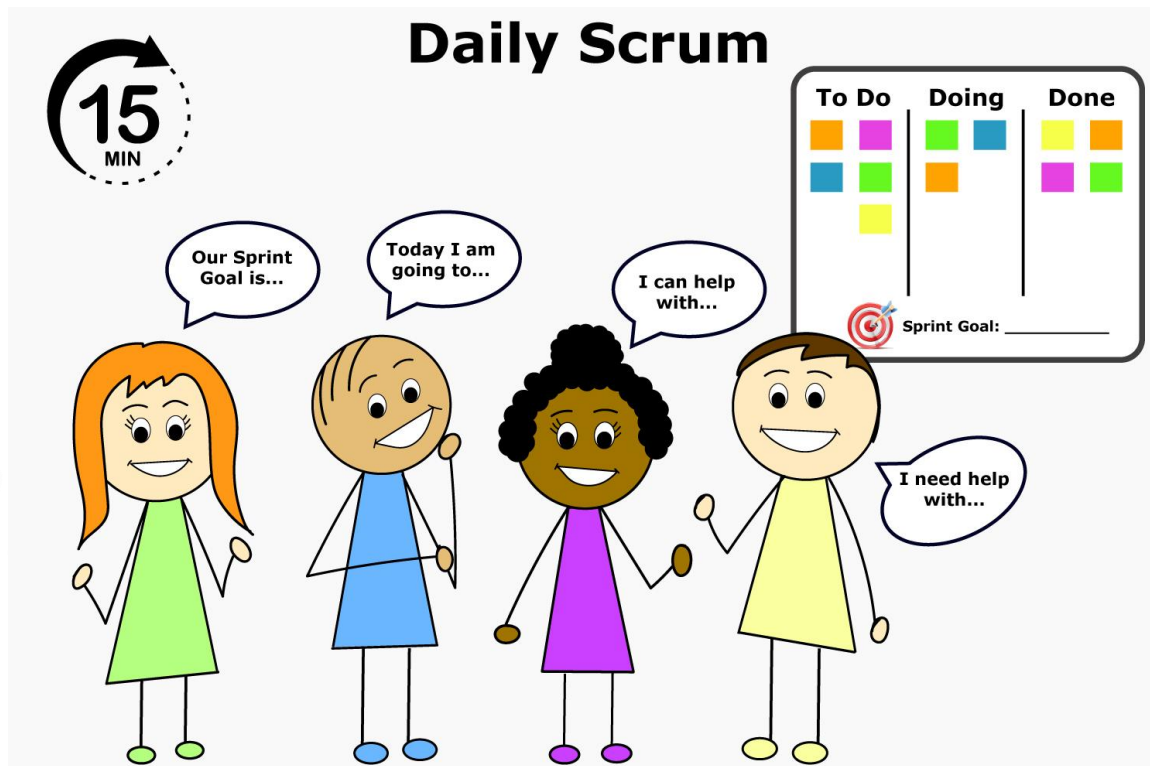 Daily Scrum
15
MIN
To Do Doing Done
Sprint Goal: ___________
Our Sprint
Goal is...
Today I am
going to...
I can help
with...
I need help
with...